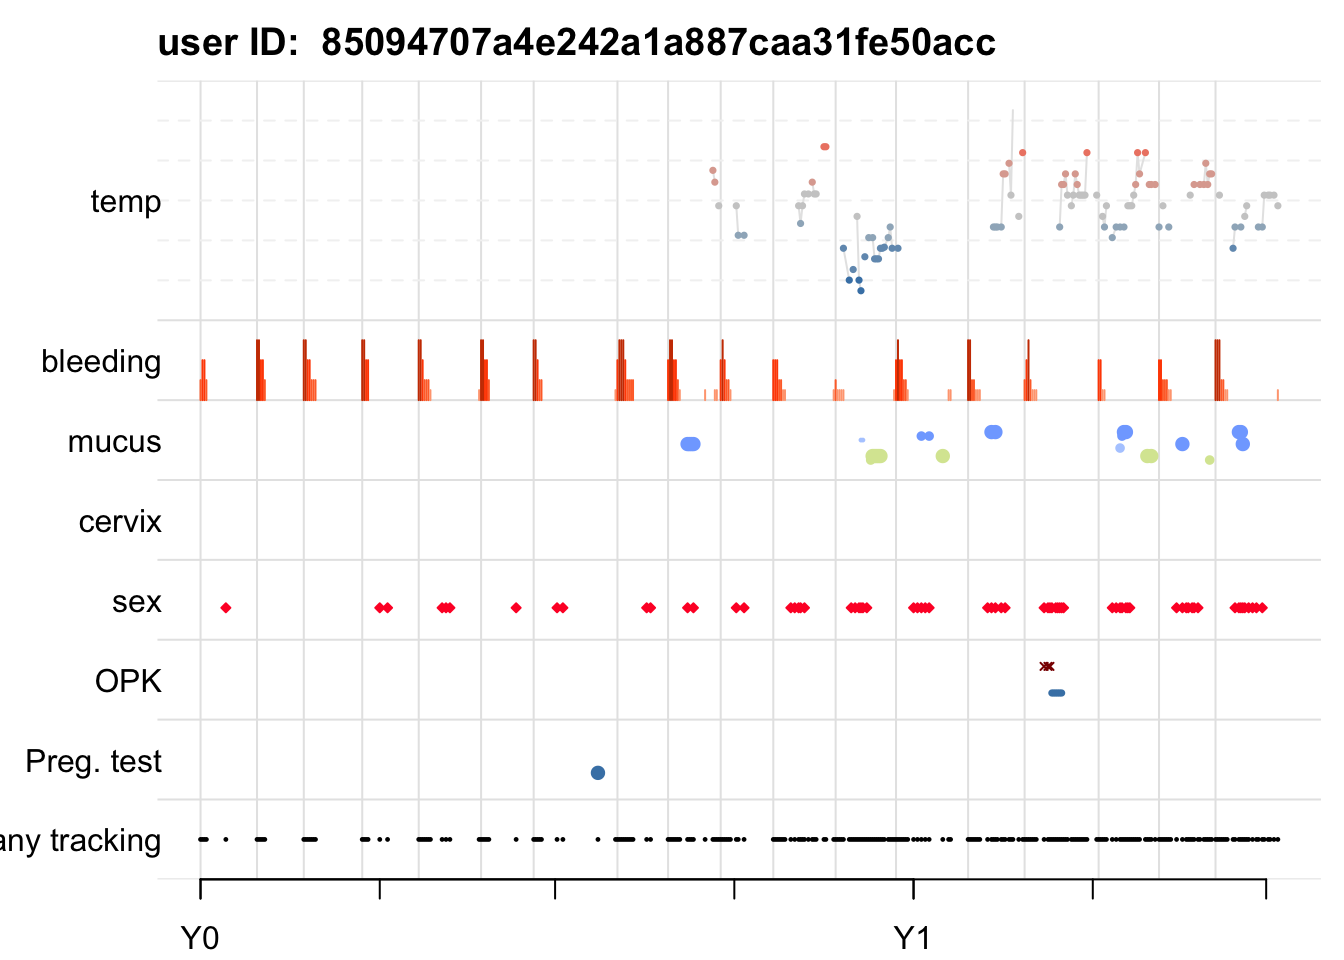 user ID:  85094707a4e242a1a887caa31fe50acc
temp
bleeding
mucus
cervix
sex
OPK
Preg. test
any tracking
Y0 Y1